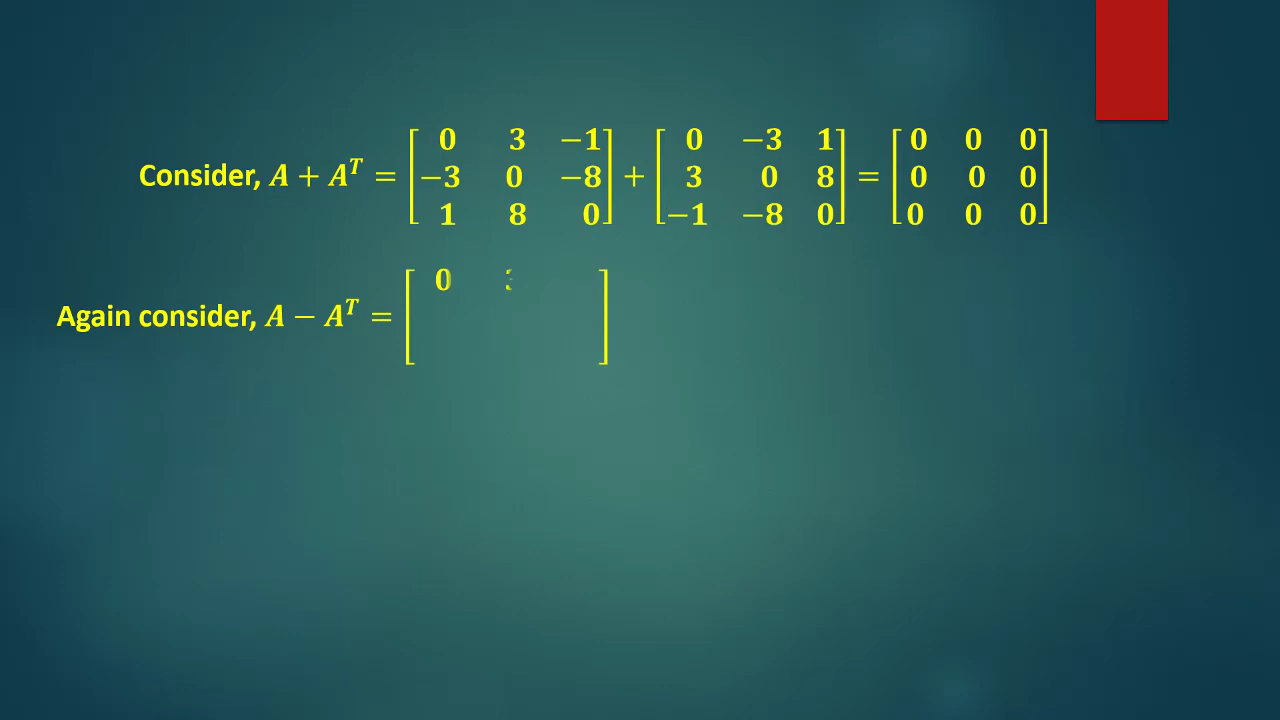 Consider, A + A^T = [0 3 −1; −3 0 −8; 1 8 0] + [0 −3 1; 3 0 8; −1 −8 0] = [0 0 0; 0 0 0; 0 0 0]
Again consider, A − A^T = [0 ]